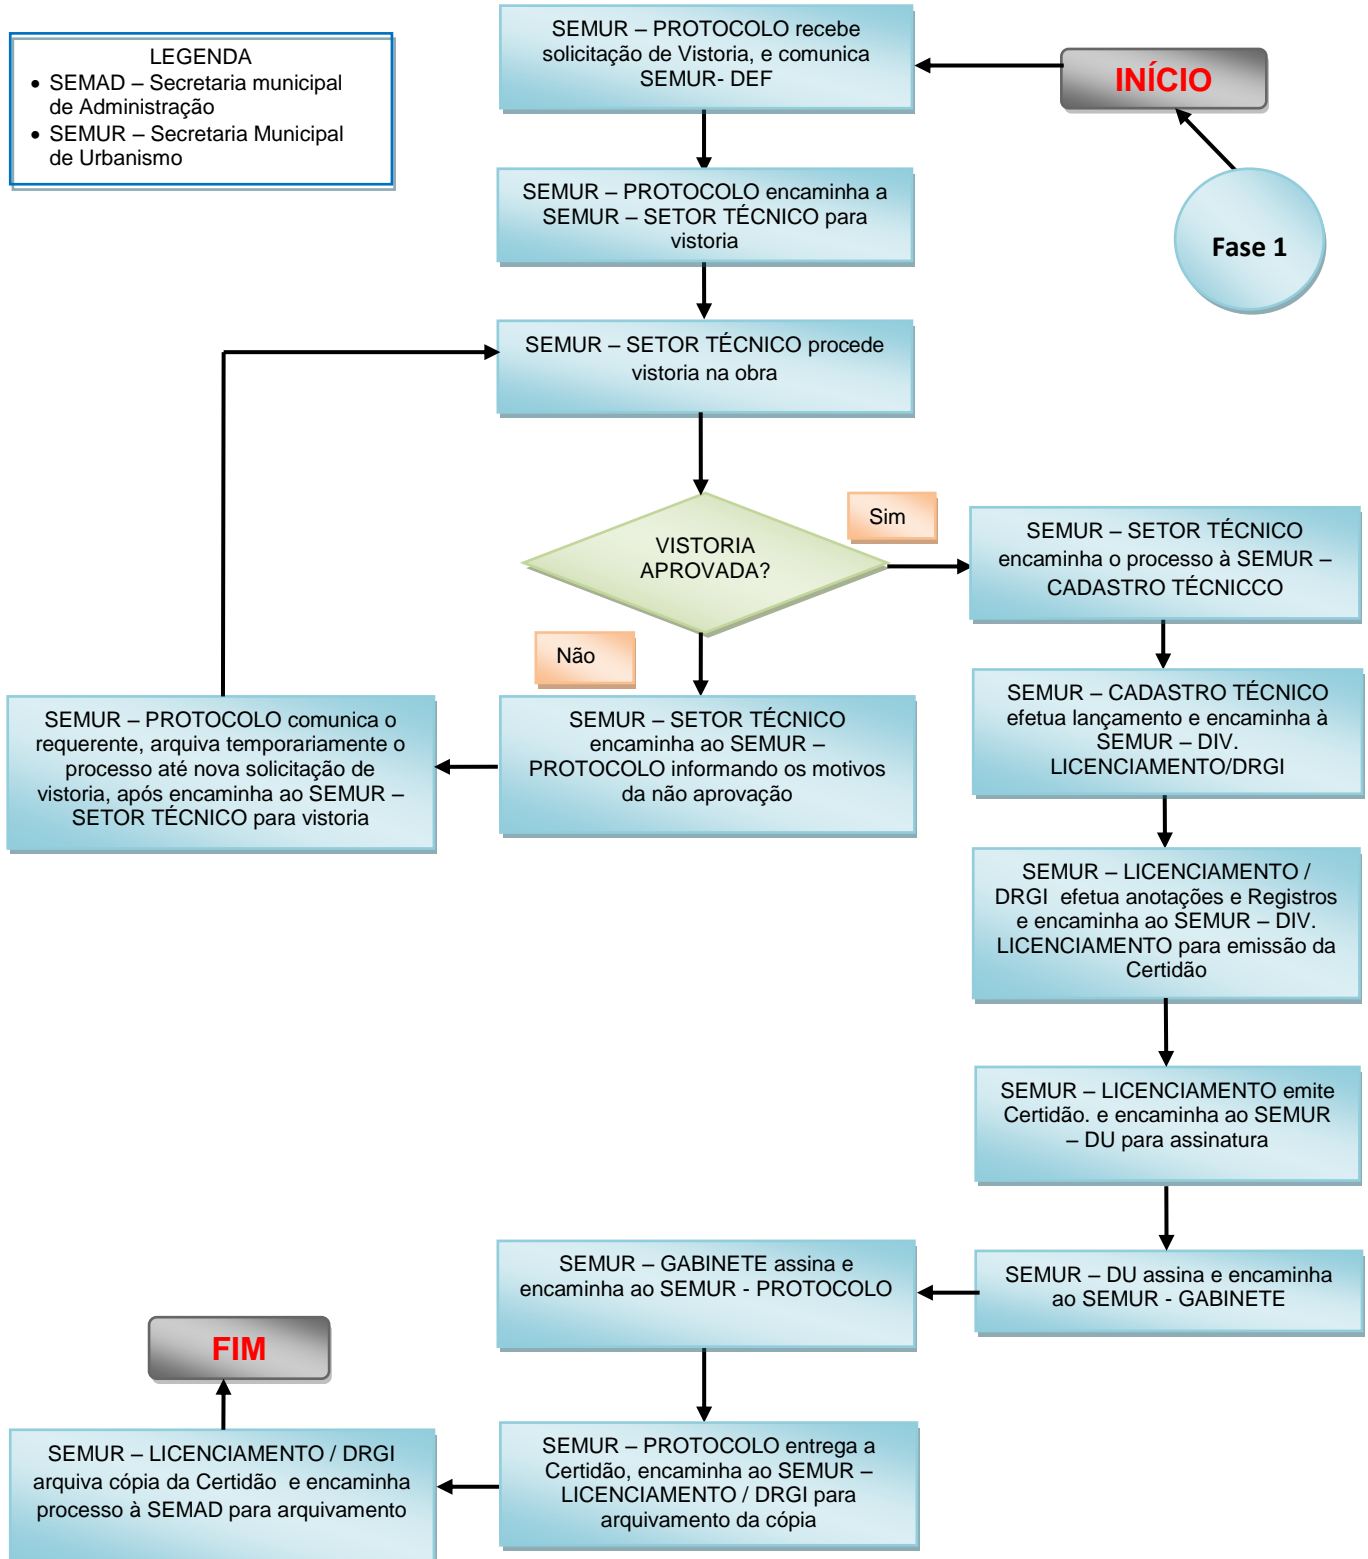 LEGENDA
• SEMAD – Secretaria municipal
de Administração
• SEMUR – Secretaria Municipal
de Urbanismo
SEMUR – PROTOCOLO recebe
solicitação de Vistoria, e comunica
SEMUR- DEF
INÍCIO
Fase 1
SEMUR – PROTOCOLO encaminha a
SEMUR – SETOR TÉCNICO para
vistoria
SEMUR – SETOR TÉCNICO procede
vistoria na obra
VISTORIA
APROVADA?
Sim
SEMUR – SETOR TÉCNICO
encaminha o processo à SEMUR –
CADASTRO TÉCNICCO
Não
SEMUR – SETOR TÉCNICO
encaminha ao SEMUR –
PROTOCOLO informando os motivos
da não aprovação
SEMUR – PROTOCOLO comunica o
requerente, arquiva temporariamente o
processo até nova solicitação de
vistoria, após encaminha ao SEMUR –
SETOR TÉCNICO para vistoria
SEMUR – CADASTRO TÉCNICO
efetua lançamento e encaminha à
SEMUR – DIV.
LICENCIAMENTO/DRGI
SEMUR – LICENCIAMENTO /
DRGI efetua anotações e Registros
e encaminha ao SEMUR – DIV.
LICENCIAMENTO para emissão da
Certidão
SEMUR – LICENCIAMENTO emite
Certidão. e encaminha ao SEMUR
– DU para assinatura
SEMUR – DU assina e encaminha
ao SEMUR - GABINETE
SEMUR – GABINETE assina e
encaminha ao SEMUR - PROTOCOLO
SEMUR – PROTOCOLO entrega a
Certidão, encaminha ao SEMUR –
LICENCIAMENTO / DRGI para
arquivamento da cópia
SEMUR – LICENCIAMENTO / DRGI
arquiva cópia da Certidão e encaminha
processo à SEMAD para arquivamento
FIM